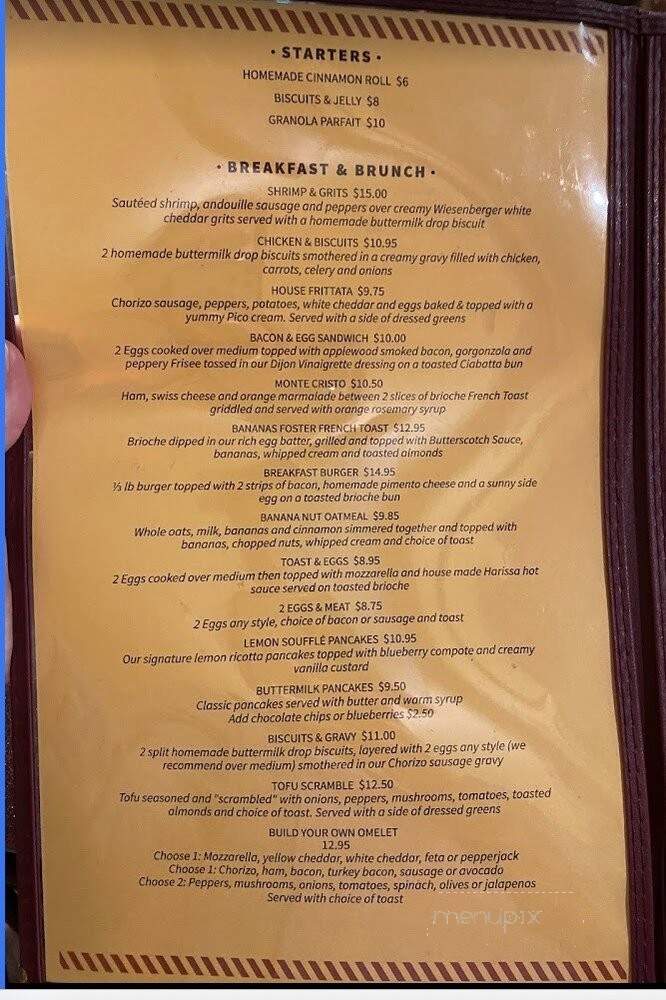 · STARTERS ·
HOMEMADE CINNAMON ROLL $6
BISCUITS & JELLY $8
GRANOLA PARFAIT $10
· BREAKFAST & BRUNCH ·
SHRIMP & GRITS $15.00
Sautéed shrimp, andouille sausage and peppers over creamy Wiesenberger white
cheddar grits served with a homemade buttermilk drop biscuit
CHICKEN & BISCUITS $10.95
2 homemade buttermilk drop biscuits smothered in a creamy gravy filled with chicken,
carrots, celery and onions
HOUSE FRITTATA $9.75
Chorizo sausage, peppers, potatoes, white cheddar and eggs baked & topped with a
yummy Pico cream. Served with a side of dressed greens
BACON & EGG SANDWICH $10.00
2 Eggs cooked over medium topped with applewood smoked bacon, gorgonzola and
peppery Frisee tossed in our Dijon Vinaigrette dressing on a toasted Ciabatta bun
MONTE CRISTO $10.50
Ham, swiss cheese and orange marmalade between 2 slices of brioche French Toast
griddled and served with orange rosemary syrup
BANANAS FOSTER FRENCH TOAST $12.95
Brioche dipped in our rich egg batter, grilled and topped with Butterscotch Sauce,
bananas, whipped cream and toasted almonds
BREAKFAST BURGER $14.95
⅓ lb burger topped with 2 strips of bacon, homemade pimento cheese and a sunny side
egg on a toasted brioche bun
BANANA NUT OATMEAL $9.85
Whole oats, milk, bananas and cinnamon simmered together and topped with
bananas, chopped nuts, whipped cream and choice of toast
TOAST & EGGS $8.95
2 Eggs cooked over medium then topped with mozzarella and house made Harissa hot
sauce served on toasted brioche
2 EGGS & MEAT $8.75
2 Eggs any style, choice of bacon or sausage and toast
LEMON SOUFFLÉ PANCAKES $10.95
Our signature lemon ricotta pancakes topped with blueberry compote and creamy
vanilla custard
BUTTERMILK PANCAKES $9.50
Classic pancakes served with butter and warm syrup
Add chocolate chips or blueberries $2.50
BISCUITS & GRAVY $11.00
2 split homemade buttermilk drop biscuits, layered with 2 eggs any style (we
recommend over medium) smothered in our Chorizo sausage gravy
TOFU SCRAMBLE $12.50
Tofu seasoned and "scrambled" with onions, peppers, mushrooms, tomatoes, toasted
almonds and choice of toast. Served with a side of dressed greens
BUILD YOUR OWN OMELET
12.95
Choose 1: Mozzarella, yellow cheddar, white cheddar, feta or pepperjack
Choose 1: Chorizo, ham, bacon, turkey bacon, sausage or avocado
Choose 2: Peppers, mushrooms, onions, tomatoes, spinach, olives or jalapenos
Served with choice of toast
menupix